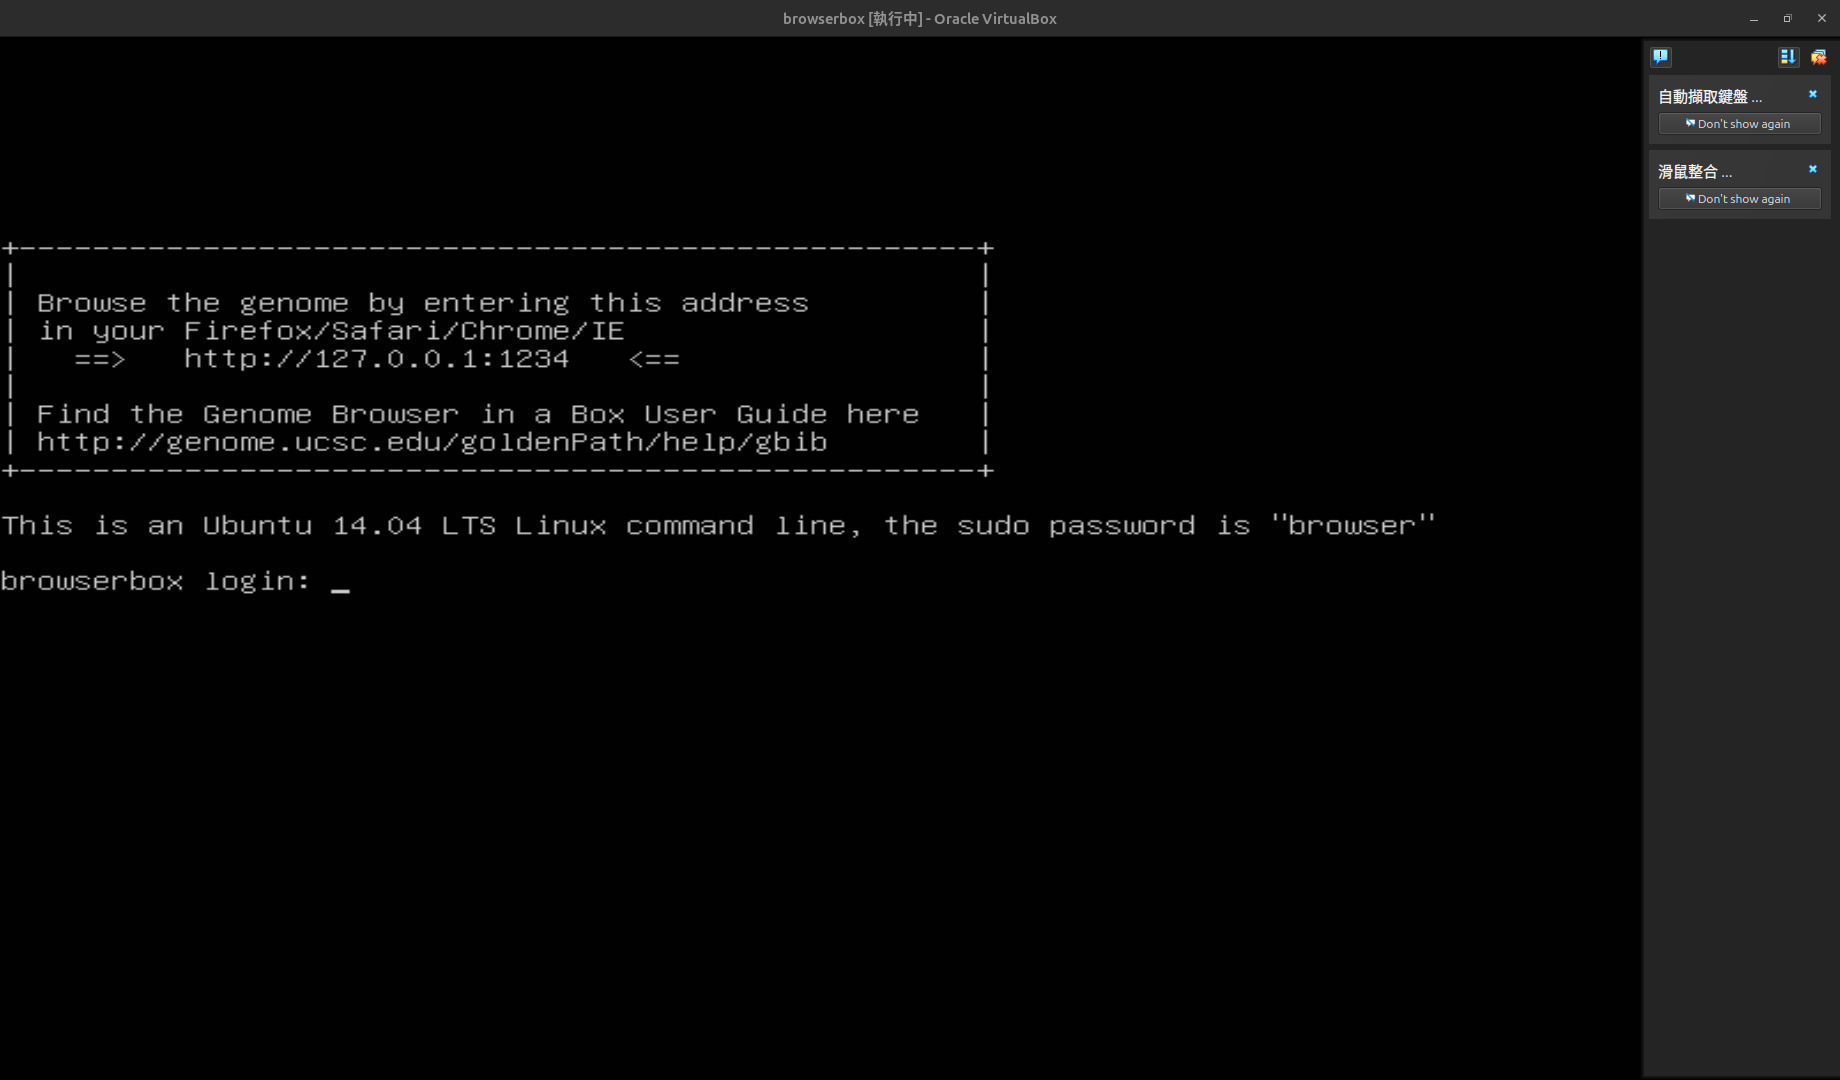 browserbox [執行中] - Oracle VirtualBox
自動擷取鍵盤 ...
Don't show again
滑鼠整合 ...
Don't show again
+----------------------------------------------------+
| Browse the genome by entering this address |
| in your Firefox/Safari/Chrome/IE |
| ==> http://127.0.0.1:1234 <== |
| Find the Genome Browser in a Box User Guide here |
| http://genome.ucsc.edu/goldenPath/help/gbib |
+----------------------------------------------------+
This is an Ubuntu 14.04 LTS Linux command line, the sudo password is "browser"
browserbox login: _